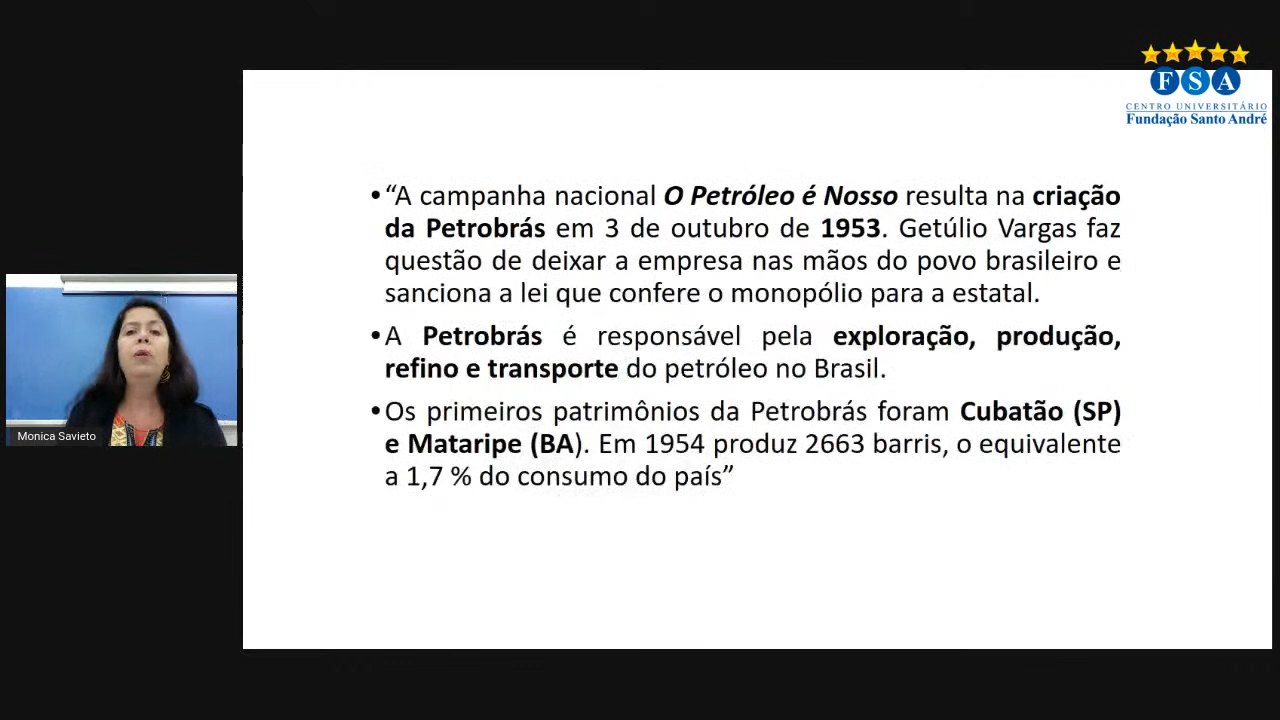 F S A
CENTRO UNIVERSITÁRIO
Fundação Santo André
• “A campanha nacional O Petróleo é Nosso resulta na criação
da Petrobrás em 3 de outubro de 1953. Getúlio Vargas faz
questão de deixar a empresa nas mãos do povo brasileiro e
sanciona a lei que confere o monopólio para a estatal.
• A Petrobrás é responsável pela exploração, produção,
refino e transporte do petróleo no Brasil.
• Os primeiros patrimônios da Petrobrás foram Cubatão (SP)
e Mataripe (BA). Em 1954 produz 2663 barris, o equivalente
a 1,7 % do consumo do país”
Monica Savieto